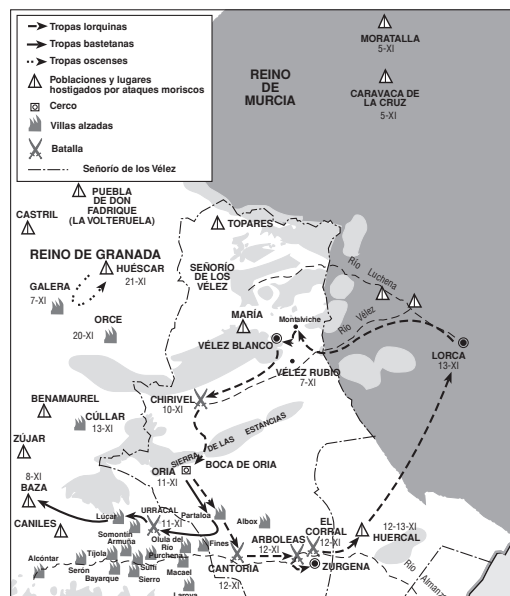 Tropas lorquinas
Tropas bastetanas
Tropas oscenses
Poblaciones y lugares
hostigados por ataques moriscos
Cerco
Villas alzadas
Batalla
Señorío de los Vélez
MORATALLA
5-XI
REINO
DE
MURCIA
CARAVACA DE
LA CRUZ
5-XI
PUEBLA
DE DON
FADRIQUE
(LA VOLTERUELA)
CASTRIL
TOPARES
REINO DE GRANADA
HUÉSCAR
21-XI
GALERA
7-XI
SEÑORÍO
DE LOS
VÉLEZ
Río Luchena
ORCE
20-XI
MARÍA
Montalviche
Río Vélez
VÉLEZ BLANCO
LORCA
13-XI
VÉLEZ RUBIO
7-XI
BENAMAUREL
CHIRIVEL
10-XI
CÚLLAR
13-XI
SIERRA DE LAS ESTANCIAS
ZÚJAR
ORIA
11-XI
BOCA DE ORIA
8-XI
BAZA
CANILES
Lúcar
URRÁCAL
11-XI
Partaloa
Albox
Somontín
Armuña
Olula del
Río
Purchena
Fines
ARBOLEAS
12-XI
EL
CORRAL
12-XI
12-13-XI
HUERCAL
Alcóntar
Tíjola
Serón
Bayarque
Suflí
Sierro
Macael
Laroya
CANTORIA
12-XI
ZURGENA
Río Almanz